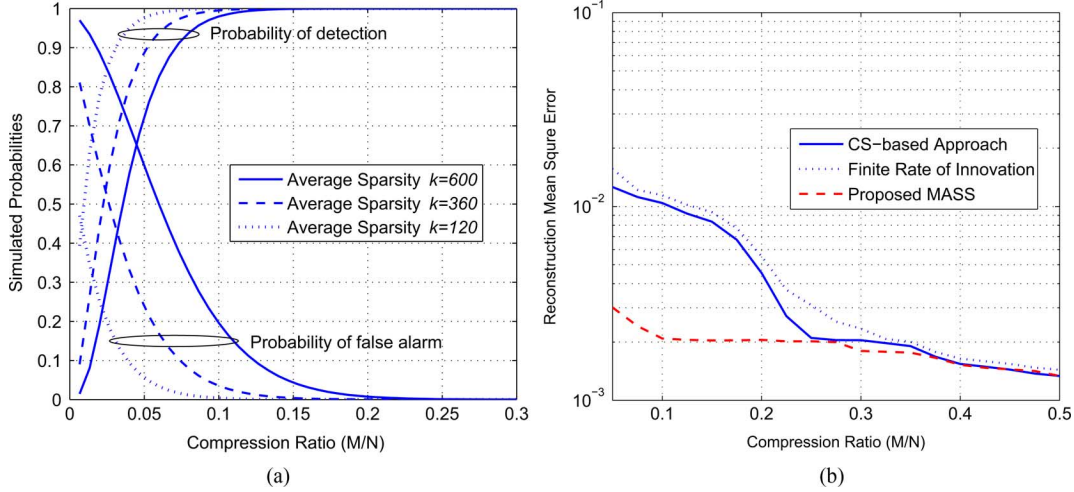 1
0.9
0.8
0.7
0.6
0.5
0.4
0.3
0.2
0.1
0
Simulated Probabilities
Probability of detection
Average Sparsity k=600
Average Sparsity k=360
Average Sparsity k=120
Probability of false alarm
0 0.05 0.1 0.15 0.2 0.25 0.3
Compression Ratio (M/N)
(a)
10⁻¹
10⁻²
10⁻³
Reconstruction Mean Squre Error
CS−based Approach
Finite Rate of Innovation
Proposed MASS
0.1 0.2 0.3 0.4 0.5
Compression Ratio (M/N)
(b)